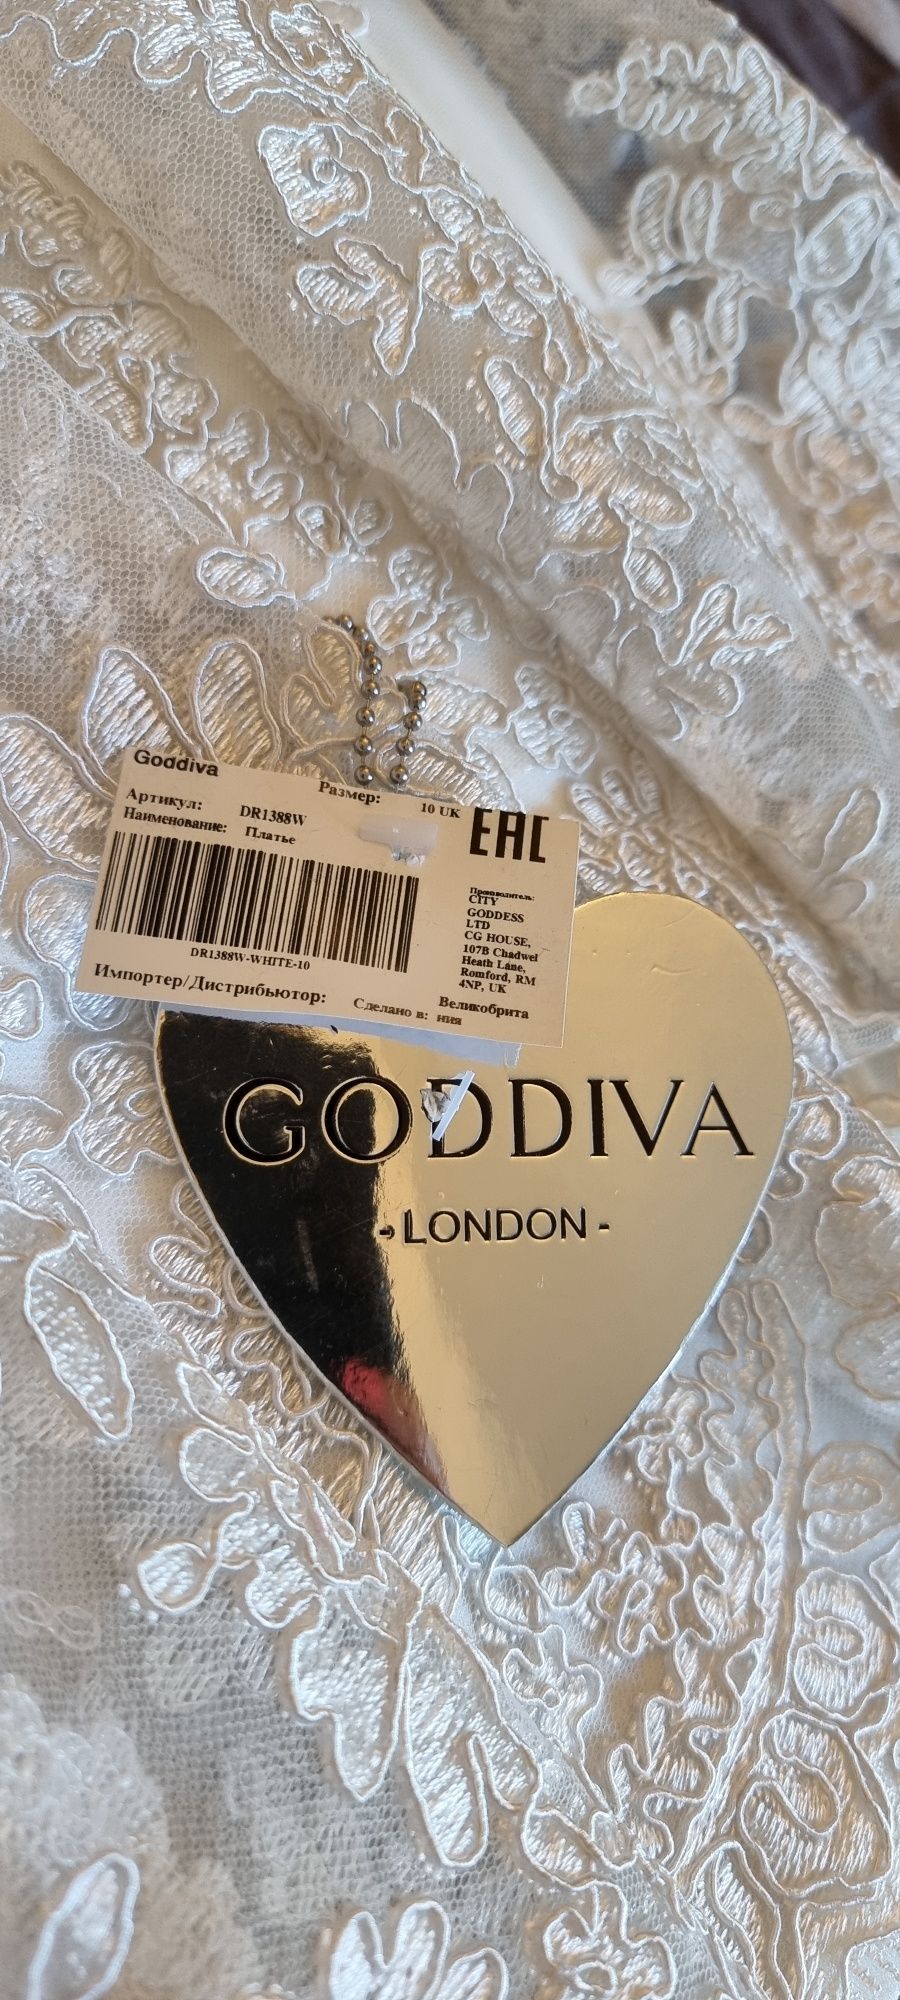 Goddiva
Размер: 10 UK
Артикул: DR1388W
Наименование: Платье
EAC
DR1388W-WHITE-10
Производитель:
CITY
GODDESS
LTD
CG HOUSE,
107B Chadwel
Heath Lane,
Romford, RM
4NP, UK
Импортер/Дистрибьютор:
Сделано в: Великобрита
ния
GODDIVA
- LONDON -